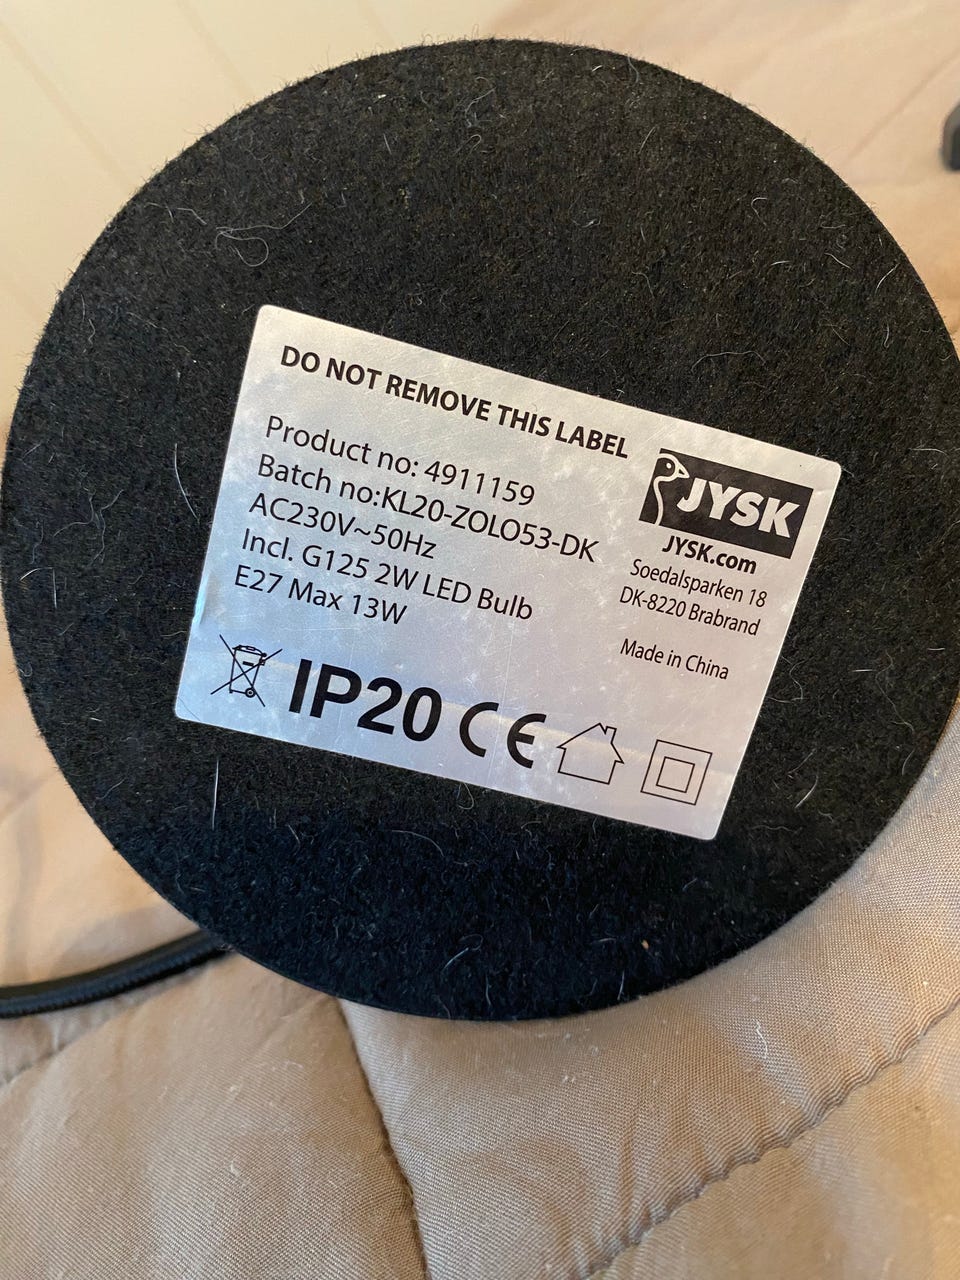 DO NOT REMOVE THIS LABEL
Product no: 4911159
Batch no:KL20-ZOLO53-DK
AC230V~50Hz
Incl. G125 2W LED Bulb
E27 Max 13W
JYSK
JYSK.com
Soedalsparken 18
DK-8220 Brabrand
Made in China
IP20 CE